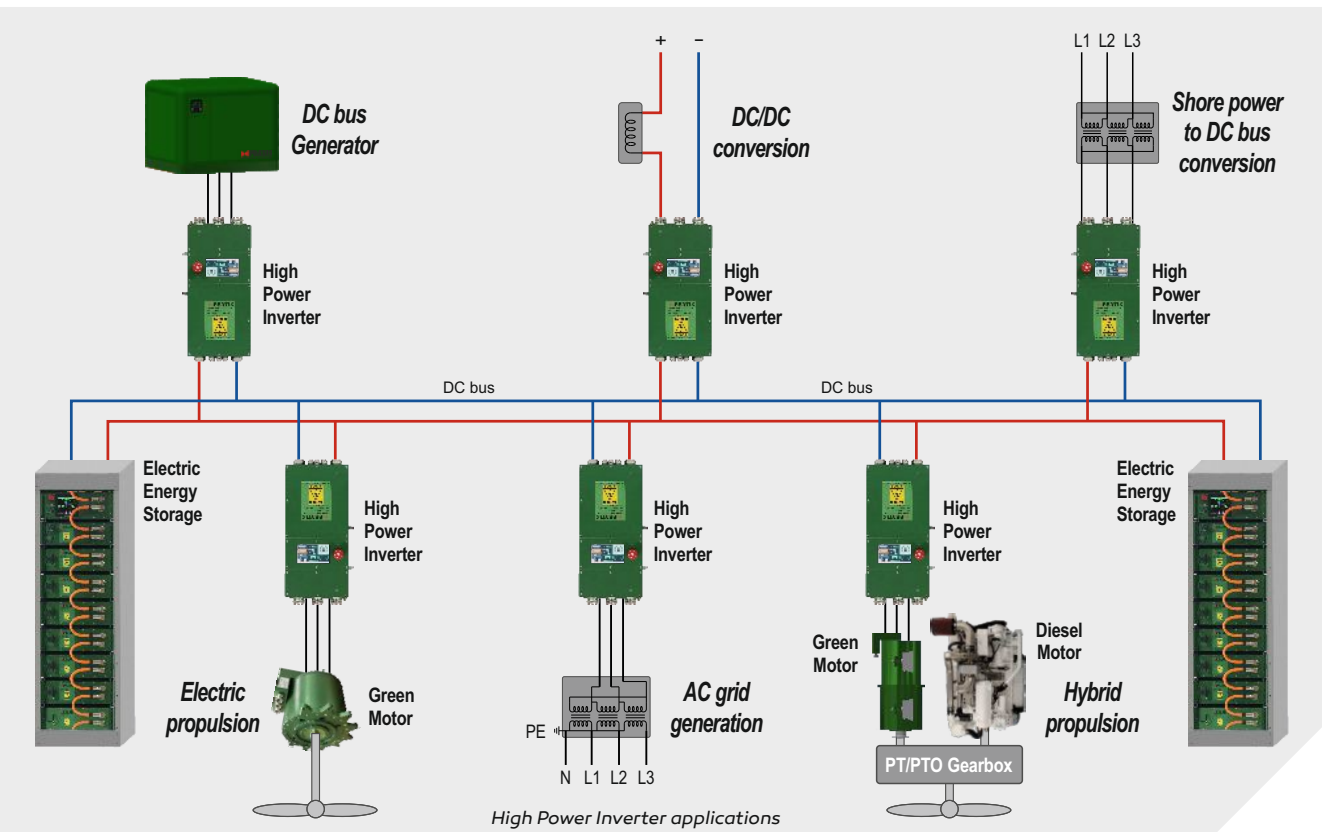 + −
L1 L2 L3
DC bus
Generator
DC/DC
conversion
Shore power
to DC bus
conversion
High
Power
Inverter
High
Power
Inverter
High
Power
Inverter
DC bus
DC bus
Electric
Energy
Storage
High
Power
Inverter
High
Power
Inverter
High
Power
Inverter
Electric
Energy
Storage
Electric
propulsion
Green
Motor
AC grid
generation
PE
N L1 L2 L3
Green
Motor
Diesel
Motor
Hybrid
propulsion
PT/PTO Gearbox
High Power Inverter applications